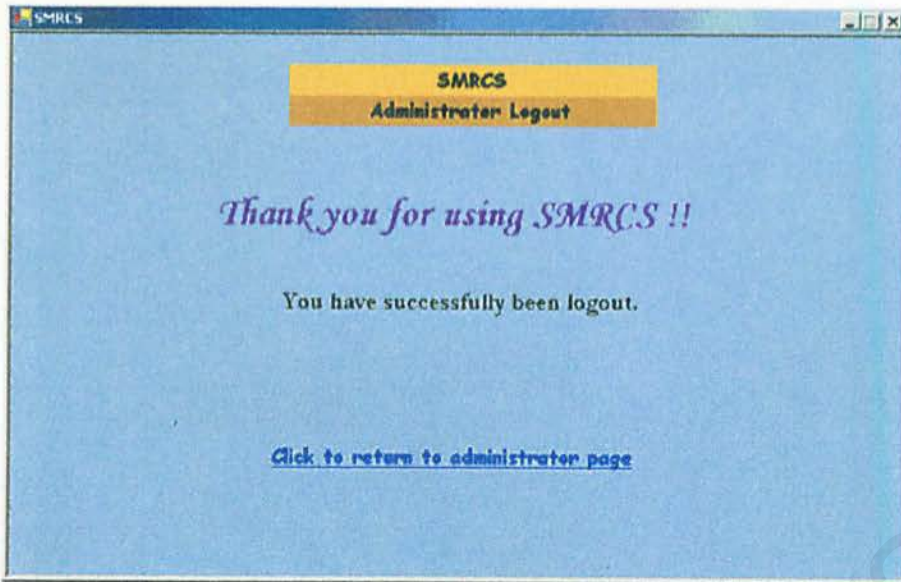 SMRCS
SMRCS
Administrator Logout
Thank you for using SMRCS !!
You have successfully been logout.
Click to return to administrator page